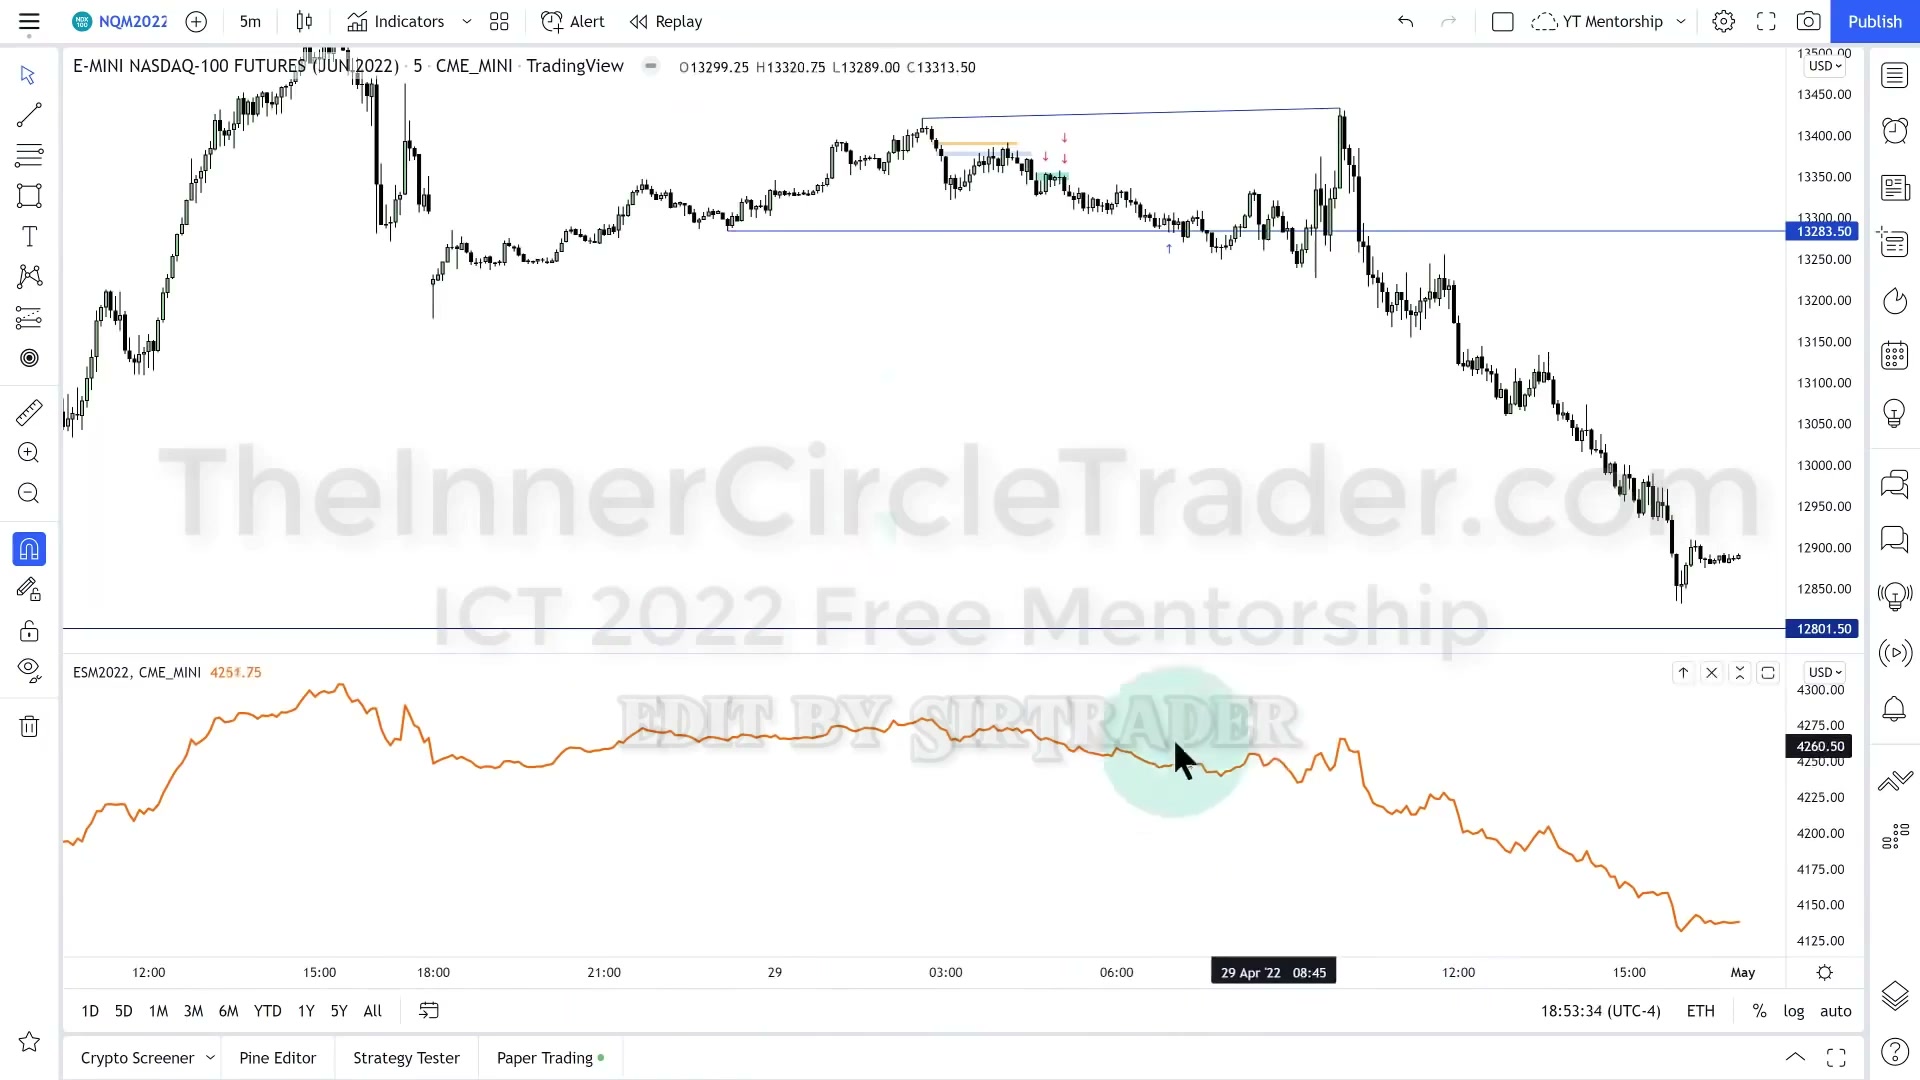 NQM2022 5m Indicators Alert Replay YT Mentorship Publish
E-MINI NASDAQ-100 FUTURES (JUN 2022) · 5 · CME_MINI · TradingView O13299.25 H13320.75 L13289.00 C13313.50
13500.00
USD
13450.00
13400.00
13350.00
13300.00
13283.50
13250.00
13200.00
13150.00
13100.00
13050.00
13000.00
12950.00
12900.00
12850.00
12801.50
TheInnerCircleTrader.com
ICT 2022 Free Mentorship
EDIT BY SIRTRADER
ESM2022, CME_MINI
USD
4300.00
4275.00
4260.50
4250.00
4225.00
4200.00
4175.00
4150.00
4125.00
12:00 15:00 18:00 21:00 29 03:00 06:00 29 Apr '22 08:45 12:00 15:00 May
1D 5D 1M 3M 6M YTD 1Y 5Y All 18:53:34 (UTC-4) ETH % log auto
Crypto Screener Pine Editor Strategy Tester Paper Trading